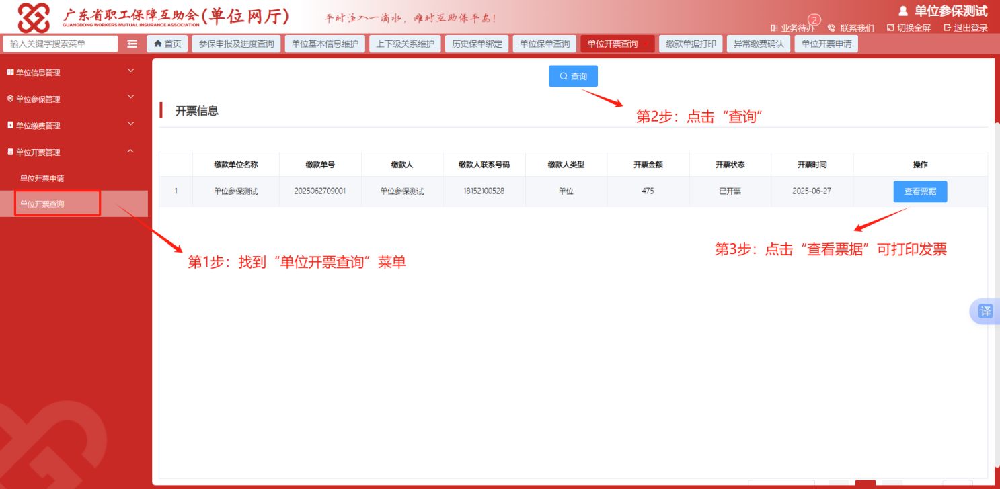 广东省职工保障互助会(单位网厅)
GUANGDONG WORKERS MUTUAL INSURANCE ASSOCIATION
平时注入一滴水, 难时互助保平安!
单位参保测试
业务待办 2 联系我们 切换全屏 退出登录
输入关键字搜索菜单
首页 参保申报及进度查询 单位基本信息维护 上下级关系维护 历史保单绑定 单位保单查询 单位开票查询 缴款单据打印 异常缴费确认 单位开票申请
单位信息管理
单位参保管理
单位缴费管理
单位开票管理
单位开票申请
单位开票查询
查询
第2步：点击“查询”
开票信息
缴款单位名称 缴款单号 缴款人 缴款人联系号码 缴款人类型 开票金额 开票状态 开票时间 操作
1 单位参保测试 2025062709001 单位参保测试 18152100528 单位 475 已开票 2025-06-27 查看票据
第3步：点击“查看票据”可打印发票
第1步：找到“单位开票查询”菜单
译